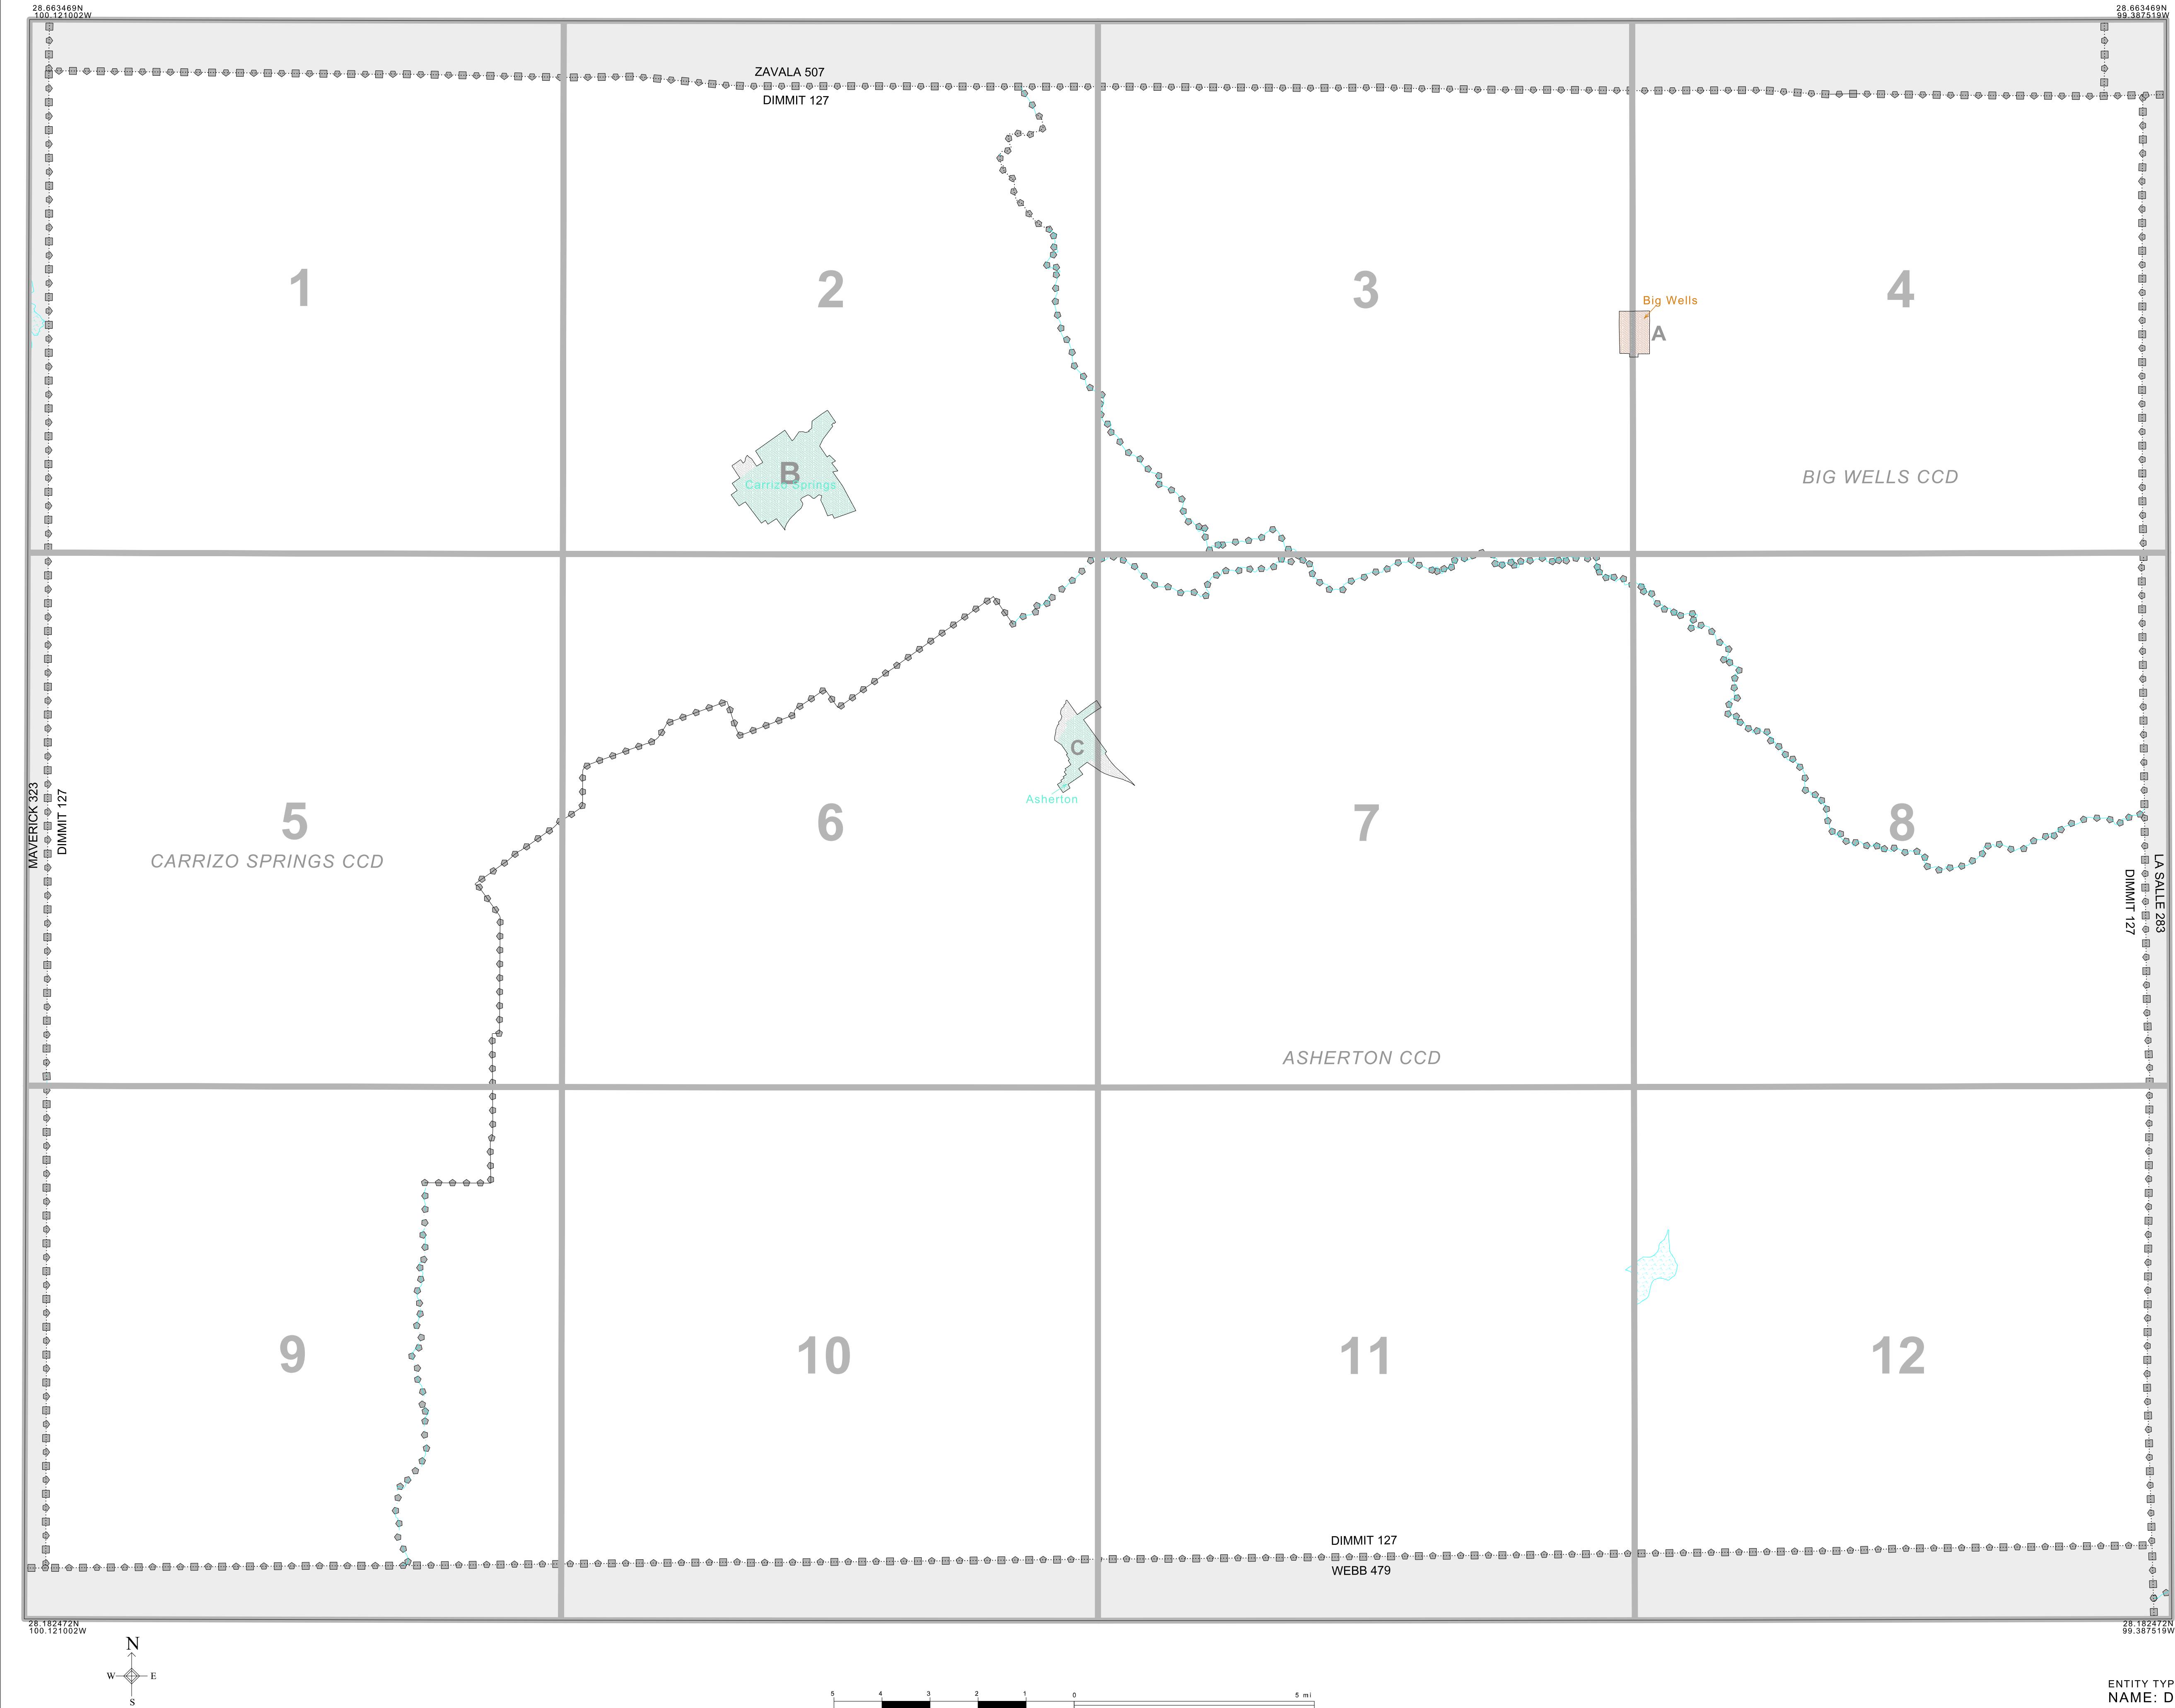 28.663469N
100.121002W
28.663469N
99.387519W
ZAVALA 507
DIMMIT 127
1
2
3
4
Big Wells
A
B
Carrizo Springs
BIG WELLS CCD
C
Asherton
MAVERICK 323
DIMMIT 127
5
6
7
8
CARRIZO SPRINGS CCD
DIMMIT 127
LA SALLE 283
ASHERTON CCD
9
10
11
12
DIMMIT 127
WEBB 479
28.182472N
100.121002W
28.182472N
99.387519W
N
W E
S
5 4 3 2 1 0 5 mi
ENTITY TYP
NAME: D